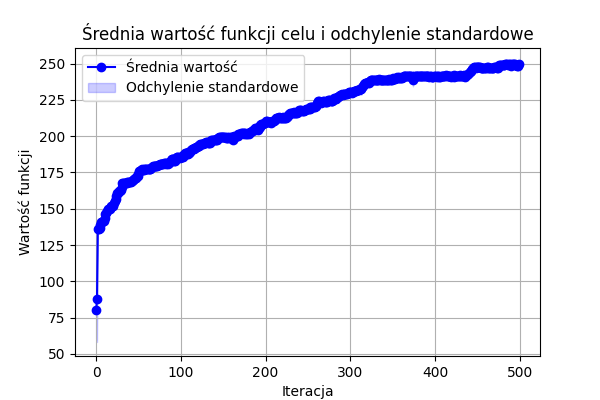 Średnia wartość funkcji celu i odchylenie standardowe
Średnia wartość
Odchylenie standardowe
Wartość funkcji
250
225
200
175
150
125
100
75
50
0 100 200 300 400 500
Iteracja